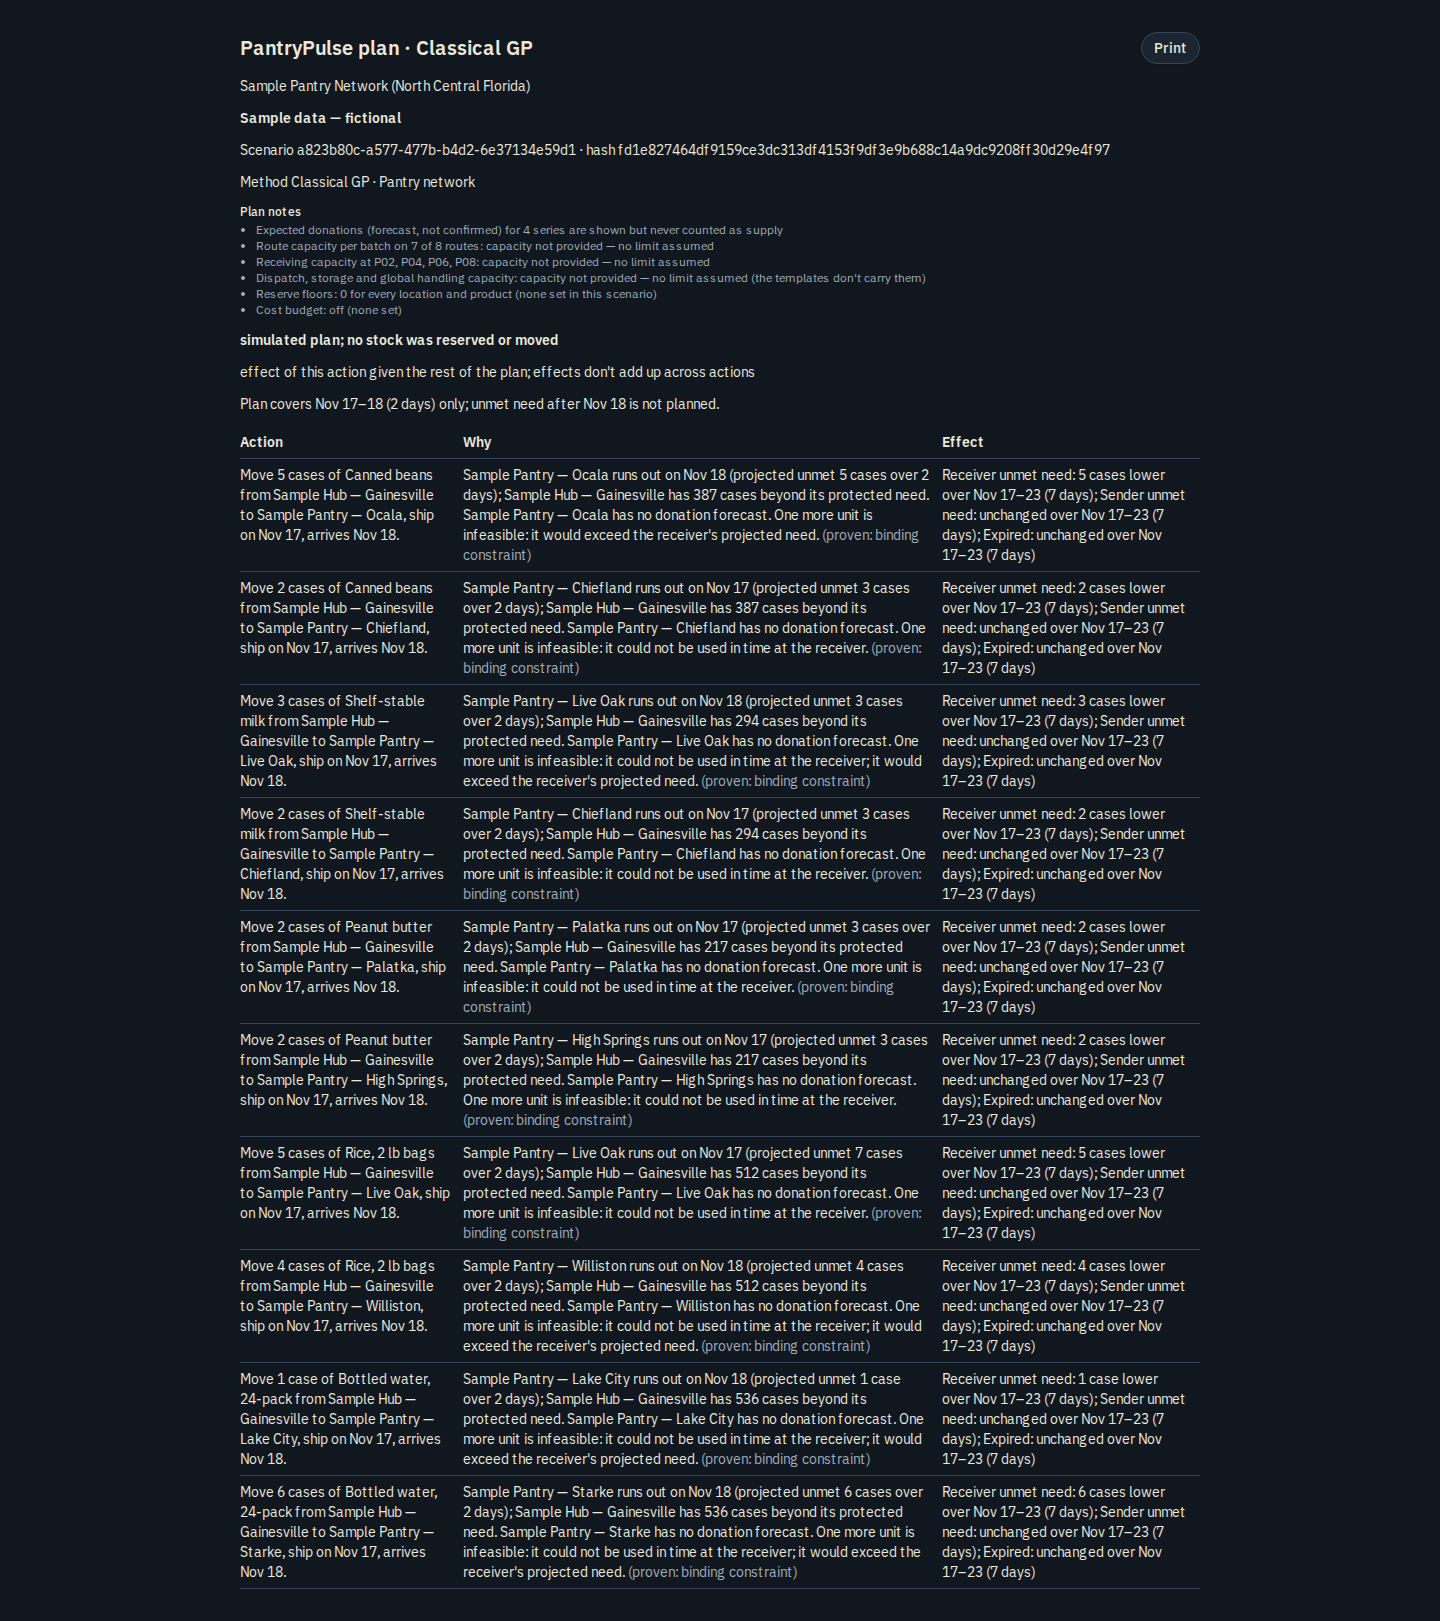 PantryPulse plan · Classical GP
Print
Sample Pantry Network (North Central Florida)
Sample data — fictional
Scenario a823b80c-a577-477b-b4d2-6e37134e59d1 · hash fd1e827464df9159ce3dc313df4153f9df3e9b688c14a9dc9208ff30d29e4f97
Method Classical GP · Pantry network
Plan notes
• Expected donations (forecast, not confirmed) for 4 series are shown but never counted as supply
• Route capacity per batch on 7 of 8 routes: capacity not provided — no limit assumed
• Receiving capacity at P02, P04, P06, P08: capacity not provided — no limit assumed
• Dispatch, storage and global handling capacity: capacity not provided — no limit assumed (the templates don't carry them)
• Reserve floors: 0 for every location and product (none set in this scenario)
• Cost budget: off (none set)
simulated plan; no stock was reserved or moved
effect of this action given the rest of the plan; effects don't add up across actions
Plan covers Nov 17–18 (2 days) only; unmet need after Nov 18 is not planned.
Action
Why
Effect
Move 5 cases of Canned beans
from Sample Hub — Gainesville
to Sample Pantry — Ocala, ship
on Nov 17, arrives Nov 18.
Sample Pantry — Ocala runs out on Nov 18 (projected unmet 5 cases over 2
days); Sample Hub — Gainesville has 387 cases beyond its protected need.
Sample Pantry — Ocala has no donation forecast. One more unit is
infeasible: it would exceed the receiver's projected need. (proven: binding
constraint)
Receiver unmet need: 5 cases lower
over Nov 17–23 (7 days); Sender unmet
need: unchanged over Nov 17–23 (7
days); Expired: unchanged over Nov
17–23 (7 days)
Move 2 cases of Canned beans
from Sample Hub — Gainesville
to Sample Pantry — Chiefland,
ship on Nov 17, arrives Nov 18.
Sample Pantry — Chiefland runs out on Nov 17 (projected unmet 3 cases
over 2 days); Sample Hub — Gainesville has 387 cases beyond its
protected need. Sample Pantry — Chiefland has no donation forecast. One
more unit is infeasible: it could not be used in time at the receiver. (proven:
binding constraint)
Receiver unmet need: 2 cases lower
over Nov 17–23 (7 days); Sender unmet
need: unchanged over Nov 17–23 (7
days); Expired: unchanged over Nov
17–23 (7 days)
Move 3 cases of Shelf-stable
milk from Sample Hub —
Gainesville to Sample Pantry —
Live Oak, ship on Nov 17, arrives
Nov 18.
Sample Pantry — Live Oak runs out on Nov 18 (projected unmet 3 cases
over 2 days); Sample Hub — Gainesville has 294 cases beyond its
protected need. Sample Pantry — Live Oak has no donation forecast. One
more unit is infeasible: it could not be used in time at the receiver; it would
exceed the receiver's projected need. (proven: binding constraint)
Receiver unmet need: 3 cases lower
over Nov 17–23 (7 days); Sender unmet
need: unchanged over Nov 17–23 (7
days); Expired: unchanged over Nov
17–23 (7 days)
Move 2 cases of Shelf-stable
milk from Sample Hub —
Gainesville to Sample Pantry —
Chiefland, ship on Nov 17, arrives
Nov 18.
Sample Pantry — Chiefland runs out on Nov 17 (projected unmet 3 cases
over 2 days); Sample Hub — Gainesville has 294 cases beyond its
protected need. Sample Pantry — Chiefland has no donation forecast. One
more unit is infeasible: it could not be used in time at the receiver. (proven:
binding constraint)
Receiver unmet need: 2 cases lower
over Nov 17–23 (7 days); Sender unmet
need: unchanged over Nov 17–23 (7
days); Expired: unchanged over Nov
17–23 (7 days)
Move 2 cases of Peanut butter
from Sample Hub — Gainesville
to Sample Pantry — Palatka, ship
on Nov 17, arrives Nov 18.
Sample Pantry — Palatka runs out on Nov 17 (projected unmet 3 cases over
2 days); Sample Hub — Gainesville has 217 cases beyond its protected
need. Sample Pantry — Palatka has no donation forecast. One more unit is
infeasible: it could not be used in time at the receiver. (proven: binding
constraint)
Receiver unmet need: 2 cases lower
over Nov 17–23 (7 days); Sender unmet
need: unchanged over Nov 17–23 (7
days); Expired: unchanged over Nov
17–23 (7 days)
Move 2 cases of Peanut butter
from Sample Hub — Gainesville
to Sample Pantry — High Springs,
ship on Nov 17, arrives Nov 18.
Sample Pantry — High Springs runs out on Nov 17 (projected unmet 3 cases
over 2 days); Sample Hub — Gainesville has 217 cases beyond its
protected need. Sample Pantry — High Springs has no donation forecast.
One more unit is infeasible: it could not be used in time at the receiver.
(proven: binding constraint)
Receiver unmet need: 2 cases lower
over Nov 17–23 (7 days); Sender unmet
need: unchanged over Nov 17–23 (7
days); Expired: unchanged over Nov
17–23 (7 days)
Move 5 cases of Rice, 2 lb bags
from Sample Hub — Gainesville
to Sample Pantry — Live Oak, ship
on Nov 17, arrives Nov 18.
Sample Pantry — Live Oak runs out on Nov 17 (projected unmet 7 cases
over 2 days); Sample Hub — Gainesville has 512 cases beyond its
protected need. Sample Pantry — Live Oak has no donation forecast. One
more unit is infeasible: it could not be used in time at the receiver. (proven:
binding constraint)
Receiver unmet need: 5 cases lower
over Nov 17–23 (7 days); Sender unmet
need: unchanged over Nov 17–23 (7
days); Expired: unchanged over Nov
17–23 (7 days)
Move 4 cases of Rice, 2 lb bags
from Sample Hub — Gainesville
to Sample Pantry — Williston,
ship on Nov 17, arrives Nov 18.
Sample Pantry — Williston runs out on Nov 18 (projected unmet 4 cases
over 2 days); Sample Hub — Gainesville has 512 cases beyond its
protected need. Sample Pantry — Williston has no donation forecast. One
more unit is infeasible: it could not be used in time at the receiver; it would
exceed the receiver's projected need. (proven: binding constraint)
Receiver unmet need: 4 cases lower
over Nov 17–23 (7 days); Sender unmet
need: unchanged over Nov 17–23 (7
days); Expired: unchanged over Nov
17–23 (7 days)
Move 1 case of Bottled water,
24-pack from Sample Hub —
Gainesville to Sample Pantry —
Lake City, ship on Nov 17, arrives
Nov 18.
Sample Pantry — Lake City runs out on Nov 18 (projected unmet 1 case
over 2 days); Sample Hub — Gainesville has 536 cases beyond its
protected need. Sample Pantry — Lake City has no donation forecast. One
more unit is infeasible: it could not be used in time at the receiver; it would
exceed the receiver's projected need. (proven: binding constraint)
Receiver unmet need: 1 case lower
over Nov 17–23 (7 days); Sender unmet
need: unchanged over Nov 17–23 (7
days); Expired: unchanged over Nov
17–23 (7 days)
Move 6 cases of Bottled water,
24-pack from Sample Hub —
Gainesville to Sample Pantry —
Starke, ship on Nov 17, arrives
Nov 18.
Sample Pantry — Starke runs out on Nov 18 (projected unmet 6 cases over
2 days); Sample Hub — Gainesville has 536 cases beyond its protected
need. Sample Pantry — Starke has no donation forecast. One more unit is
infeasible: it could not be used in time at the receiver; it would exceed the
receiver's projected need. (proven: binding constraint)
Receiver unmet need: 6 cases lower
over Nov 17–23 (7 days); Sender unmet
need: unchanged over Nov 17–23 (7
days); Expired: unchanged over Nov
17–23 (7 days)